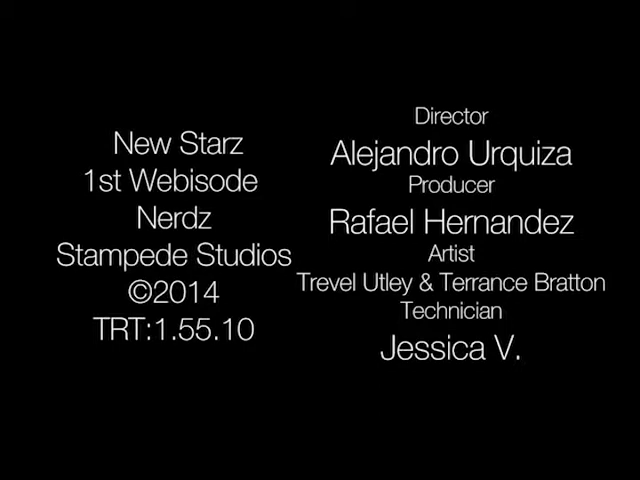 New Starz
1st Webisode
Nerdz
Stampede Studios
©2014
TRT:1.55.10
Director
Alejandro Urquiza
Producer
Rafael Hernandez
Artist
Trevel Utley & Terrance Bratton
Technician
Jessica V.